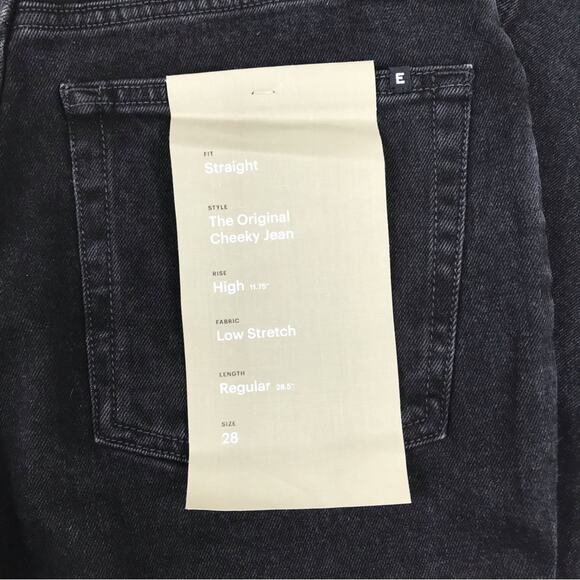 E
FIT
Straight
STYLE
The Original
Cheeky Jean
RISE
High 11.75"
FABRIC
Low Stretch
LENGTH
Regular 28.5"
SIZE
28